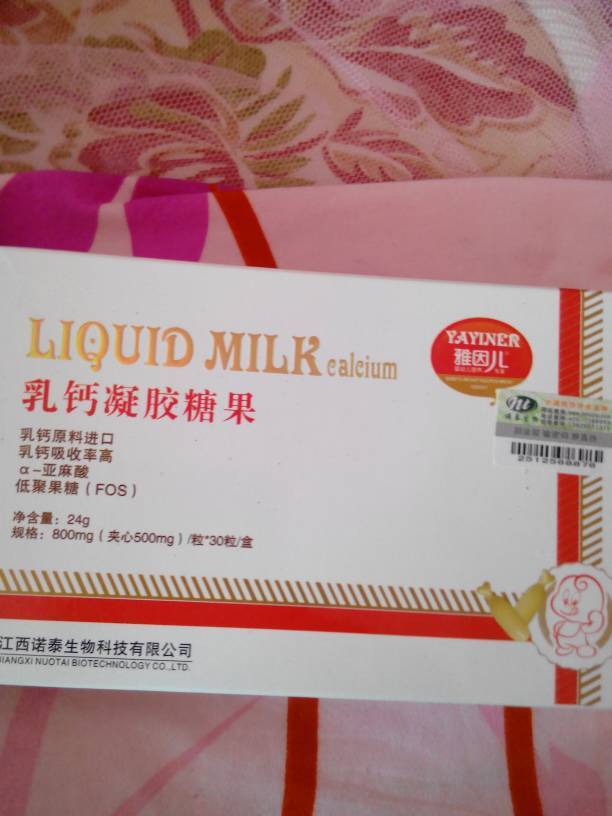 LIQUID MILK calcium
YAYINER
雅因儿
乳钙凝胶糖果
乳钙原料进口
乳钙吸收率高
α-亚麻酸
低聚果糖（FOS）
净含量：24g
规格：800mg（夹心500mg）/粒*30粒/盒
2512588876
江西诺泰生物科技有限公司
JIANGXI NUOTAI BIOTECHNOLOGY CO.,LTD.